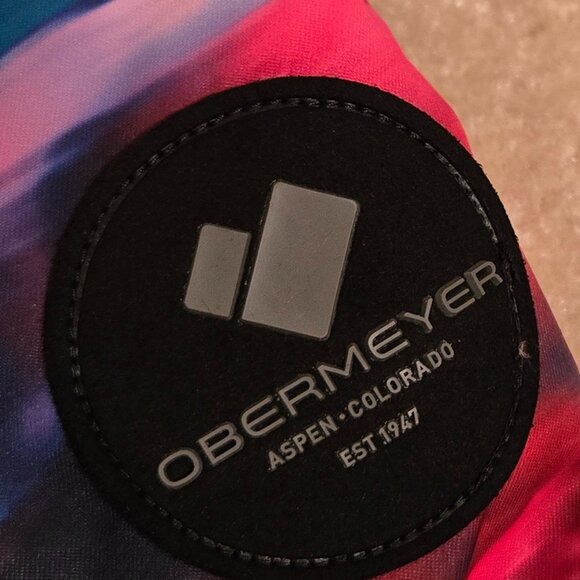 OBERMEYER
ASPEN • COLORADO
EST 1947